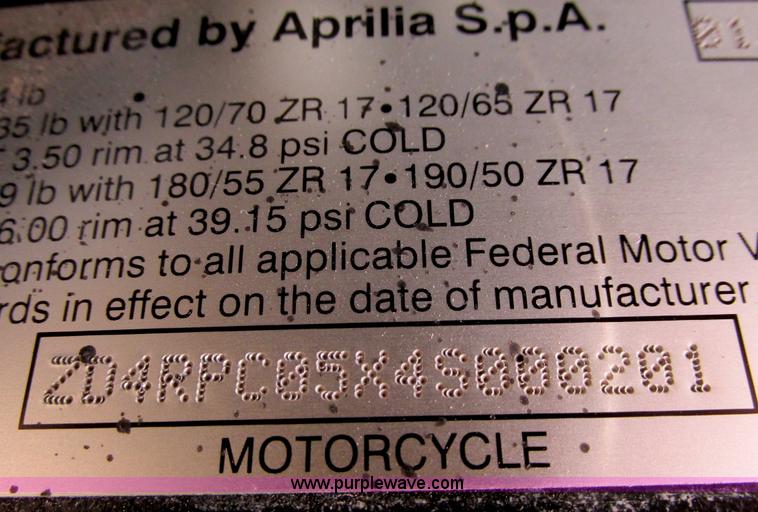 factured by Aprilia S.p.A.
01
4 lb
35 lb with 120/70 ZR 17•120/65 ZR 17
3.50 rim at 34.8 psi COLD
9 lb with 180/55 ZR 17•190/50 ZR 17
6.00 rim at 39.15 psi COLD
onforms to all applicable Federal Motor V
rds in effect on the date of manufacturer
ZD4RPC05X4S000201
MOTORCYCLE
www.purplewave.com